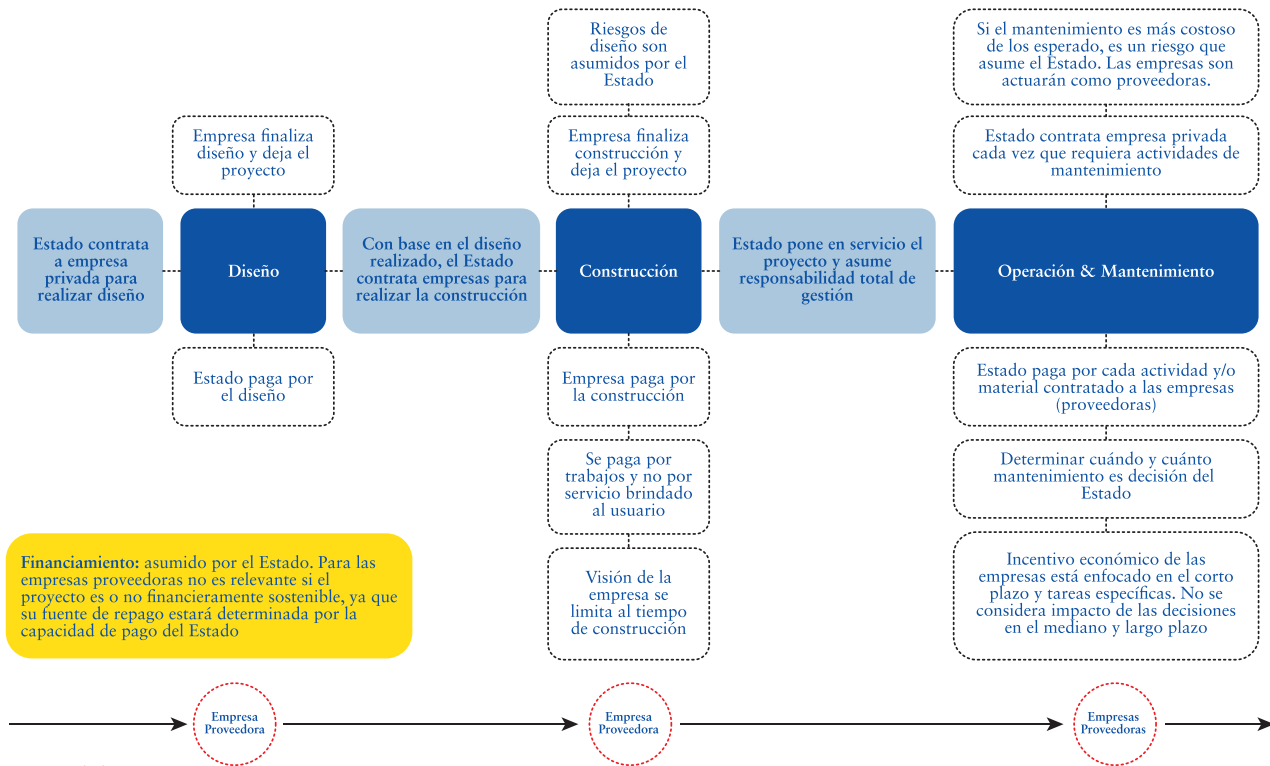 Riesgos de
diseño son
asumidos por el
Estado
Si el mantenimiento es más costoso
de los esperado, es un riesgo que
asume el Estado. Las empresas son
actuarán como proveedoras.
Empresa finaliza
diseño y deja el
proyecto
Empresa finaliza
construcción y
deja el proyecto
Estado contrata empresa privada
cada vez que requiera actividades de
mantenimiento
Estado contrata
a empresa
privada para
realizar diseño
Diseño
Con base en el diseño
realizado, el Estado
contrata empresas para
realizar la construcción
Construcción
Estado pone en servicio el
proyecto y asume
responsabilidad total de
gestión
Operación & Mantenimiento
Estado paga por
el diseño
Empresa paga por
la construcción
Estado paga por cada actividad y/o
material contratado a las empresas
(proveedoras)
Se paga por
trabajos y no por
servicio brindado
al usuario
Determinar cuándo y cuánto
mantenimiento es decisión del
Estado
Financiamiento: asumido por el Estado. Para las
empresas proveedoras no es relevante si el
proyecto es o no financieramente sostenible, ya que
su fuente de repago estará determinada por la
capacidad de pago del Estado
Visión de la
empresa se
limita al tiempo
de construcción
Incentivo económico de las
empresas está enfocado en el corto
plazo y tareas específicas. No se
considera impacto de las decisiones
en el mediano y largo plazo
Empresa
Proveedora
Empresa
Proveedora
Empresas
Proveedoras